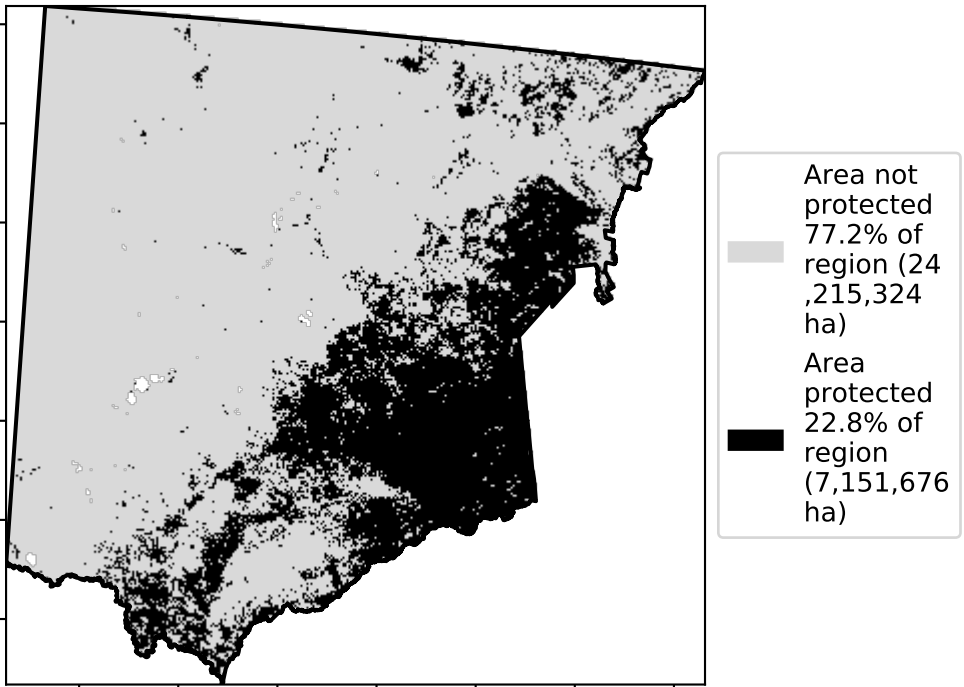 Area not
protected
77.2% of
region (24
,215,324
ha)
Area
protected
22.8% of
region
(7,151,676
ha)